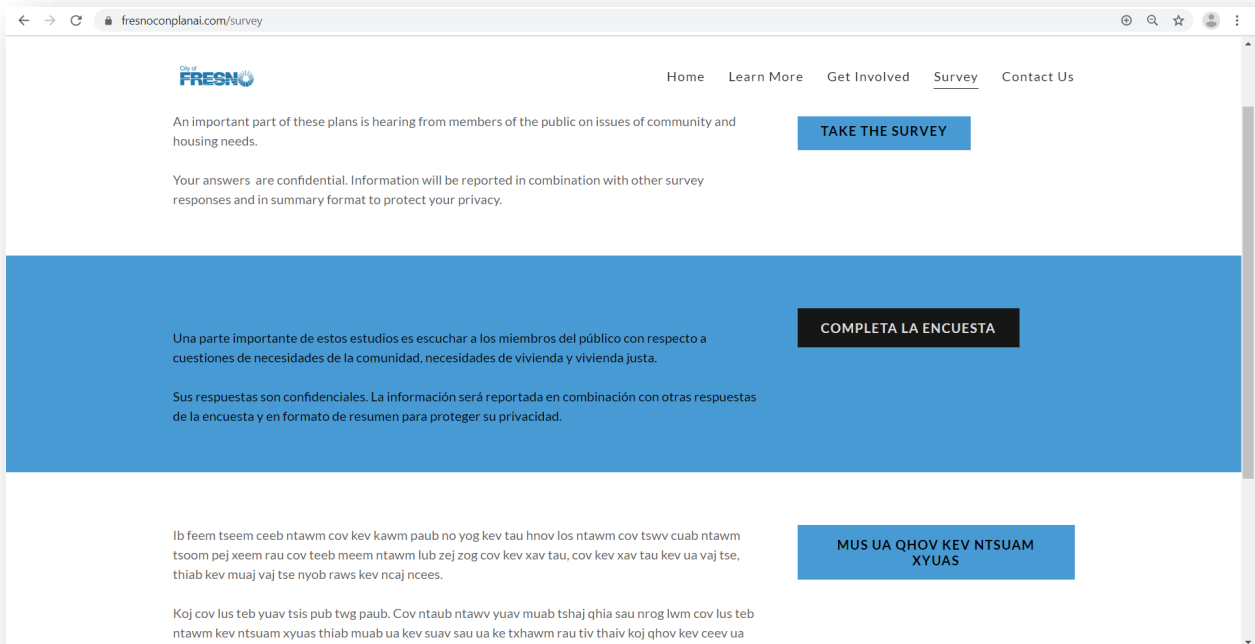 fresnoconplanai.com/survey
City of
FRESNO
Home Learn More Get Involved Survey Contact Us
An important part of these plans is hearing from members of the public on issues of community and
housing needs.
TAKE THE SURVEY
Your answers are confidential. Information will be reported in combination with other survey
responses and in summary format to protect your privacy.
Una parte importante de estos estudios es escuchar a los miembros del público con respecto a
cuestiones de necesidades de la comunidad, necesidades de vivienda y vivienda justa.
COMPLETA LA ENCUESTA
Sus respuestas son confidenciales. La información será reportada en combinación con otras respuestas
de la encuesta y en formato de resumen para proteger su privacidad.
Ib feem tseem ceeb ntawm cov kev kawm paub no yog kev tau hnov los ntawm cov tswv cuab ntawm
tsoom pej xeem rau cov teeb meem ntawm lub zej zog cov kev xav tau, cov kev xav tau kev ua vaj tse,
thiab kev muaj vaj tse nyob raws kev ncaj ncees.
MUS UA QHOV KEV NTSUAM
XYUAS
Koj cov lus teb yuav tsis pub twg paub. Cov ntaub ntawv yuav muab tshaj qhia sau nrog lwm cov lus teb
ntawm kev ntsuam xyuas thiab muab ua kev suav sau ua ke txhawm rau tiv thaiv koj qhov kev ceev ua